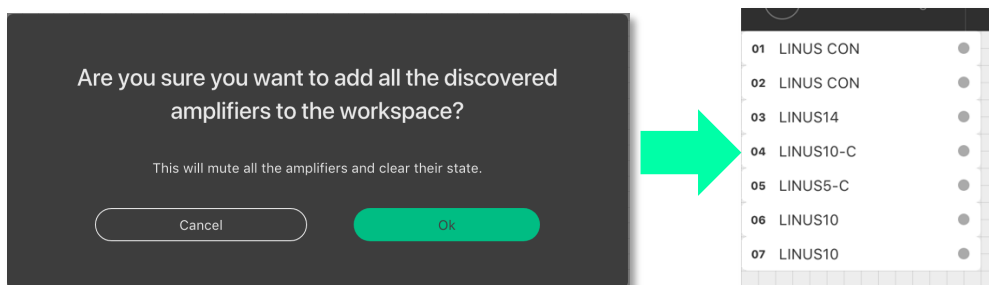 Are you sure you want to add all the discovered
amplifiers to the workspace?
This will mute all the amplifiers and clear their state.
Cancel
Ok
01 LINUS CON
02 LINUS CON
03 LINUS14
04 LINUS10-C
05 LINUS5-C
06 LINUS10
07 LINUS10